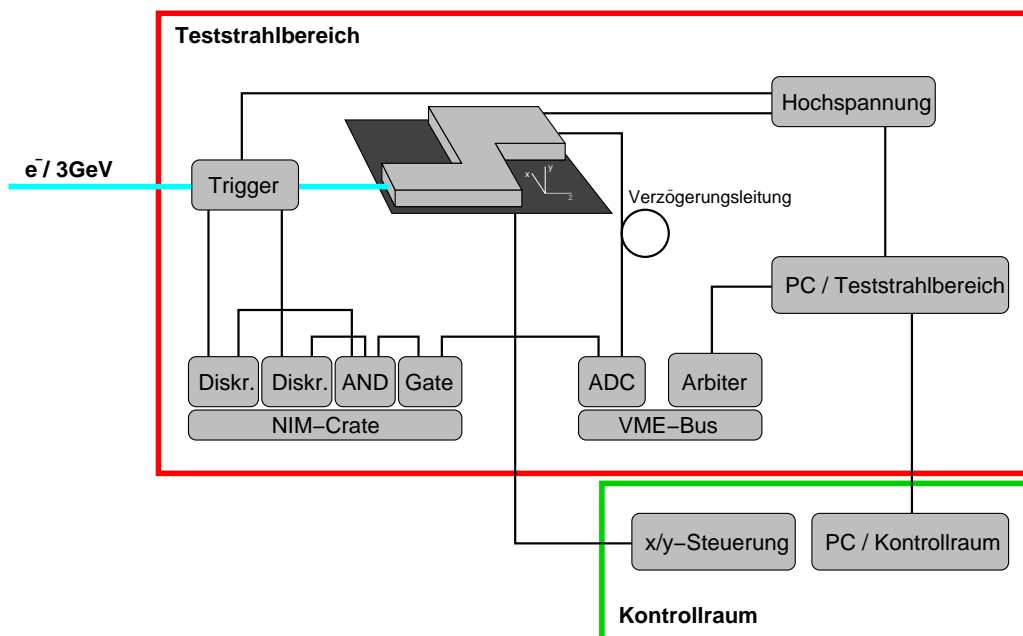 Teststrahlbereich
Hochspannung
e⁻/ 3GeV
Trigger
x
y
z
Verzögerungsleitung
PC / Teststrahlbereich
Diskr.
Diskr.
AND
Gate
ADC
Arbiter
NIM−Crate
VME−Bus
x/y−Steuerung
PC / Kontrollraum
Kontrollraum